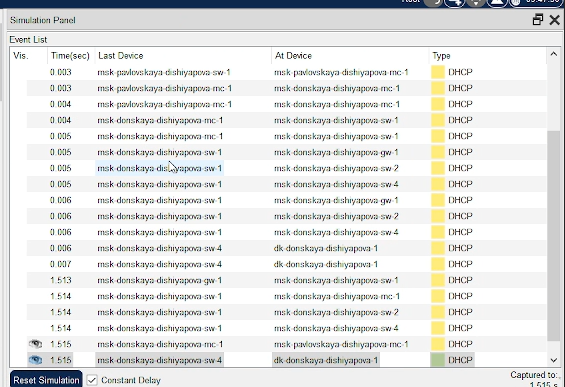 Simulation Panel
Event List
Vis. Time(sec) Last Device At Device Type
0.003 msk-pavlovskaya-dishiyapova-sw-1 msk-pavlovskaya-dishiyapova-mc-1 DHCP
0.003 msk-pavlovskaya-dishiyapova-mc-1 msk-donskaya-dishiyapova-mc-1 DHCP
0.004 msk-pavlovskaya-dishiyapova-mc-1 msk-donskaya-dishiyapova-mc-1 DHCP
0.004 msk-donskaya-dishiyapova-mc-1 msk-donskaya-dishiyapova-sw-1 DHCP
0.005 msk-donskaya-dishiyapova-mc-1 msk-donskaya-dishiyapova-sw-1 DHCP
0.005 msk-donskaya-dishiyapova-sw-1 msk-donskaya-dishiyapova-gw-1 DHCP
0.005 msk-donskaya-dishiyapova-sw-1 msk-donskaya-dishiyapova-sw-2 DHCP
0.005 msk-donskaya-dishiyapova-sw-1 msk-donskaya-dishiyapova-sw-4 DHCP
0.006 msk-donskaya-dishiyapova-sw-1 msk-donskaya-dishiyapova-gw-1 DHCP
0.006 msk-donskaya-dishiyapova-sw-1 msk-donskaya-dishiyapova-sw-2 DHCP
0.006 msk-donskaya-dishiyapova-sw-1 msk-donskaya-dishiyapova-sw-4 DHCP
0.006 msk-donskaya-dishiyapova-sw-4 dk-donskaya-dishiyapova-1 DHCP
0.007 msk-donskaya-dishiyapova-sw-4 dk-donskaya-dishiyapova-1 DHCP
1.513 msk-donskaya-dishiyapova-gw-1 msk-donskaya-dishiyapova-sw-1 DHCP
1.514 msk-donskaya-dishiyapova-sw-1 msk-donskaya-dishiyapova-mc-1 DHCP
1.514 msk-donskaya-dishiyapova-sw-1 msk-donskaya-dishiyapova-sw-2 DHCP
1.514 msk-donskaya-dishiyapova-sw-1 msk-donskaya-dishiyapova-sw-4 DHCP
1.515 msk-donskaya-dishiyapova-mc-1 msk-pavlovskaya-dishiyapova-mc-1 DHCP
1.515 msk-donskaya-dishiyapova-sw-4 dk-donskaya-dishiyapova-1 DHCP
Reset Simulation Constant Delay Captured to:
1.515 s